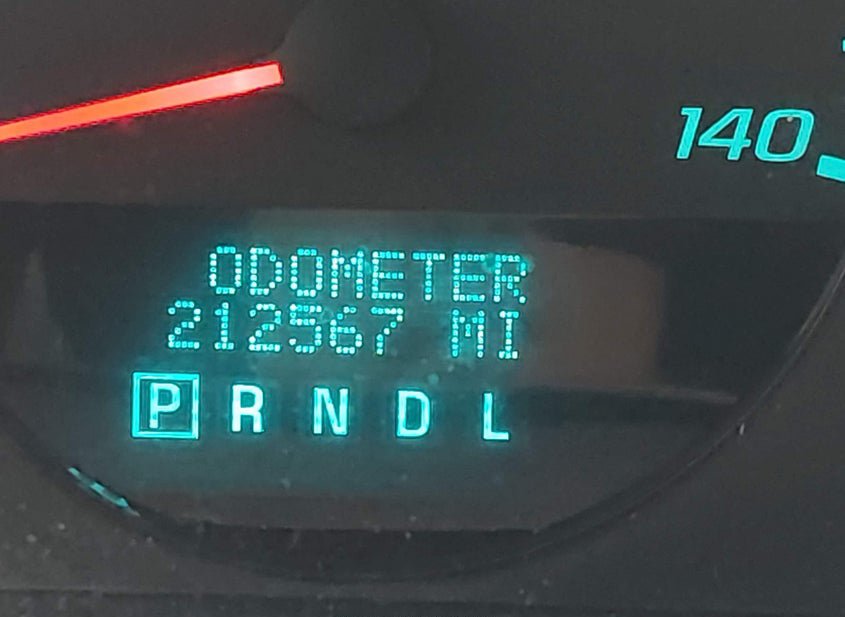 140
ODOMETER
212567 MI
P R N D L